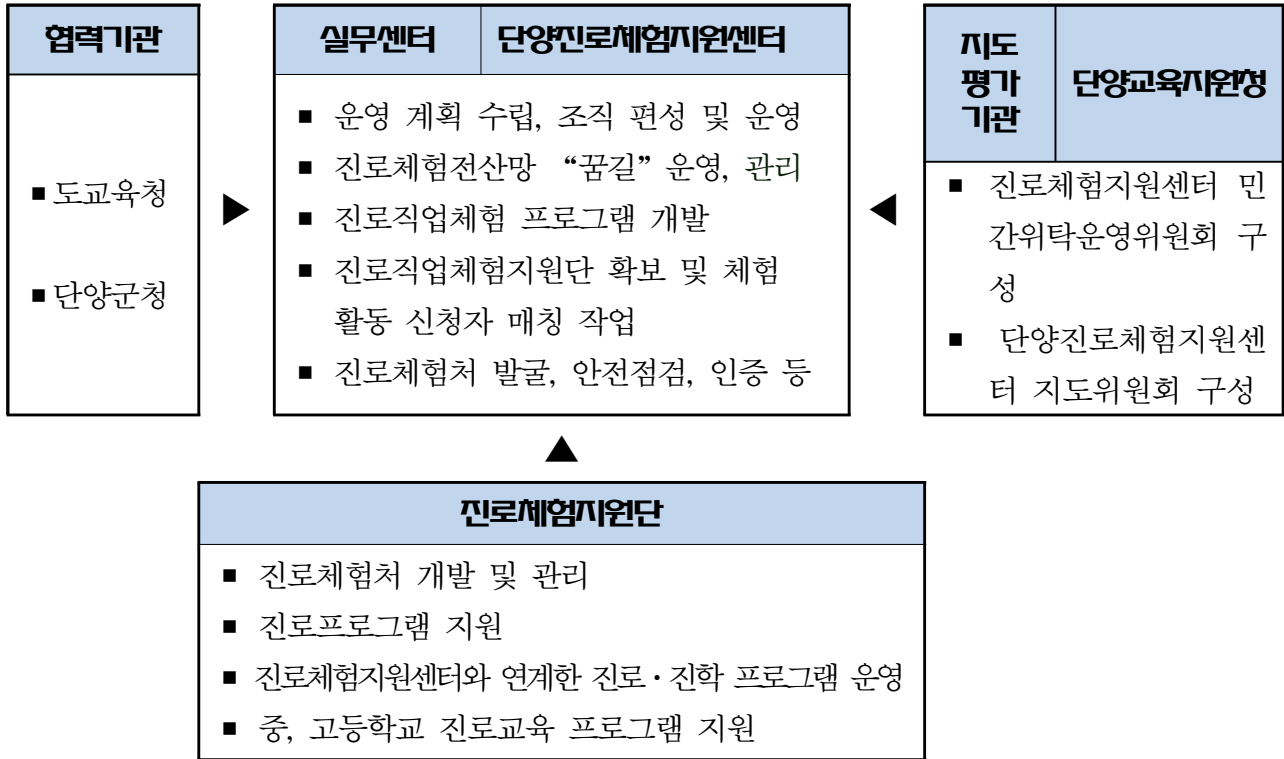 협력기관
■ 도교육청
■ 단양군청
▶
실무센터 단양진로체험지원센터
■ 운영 계획 수립, 조직 편성 및 운영
■ 진로체험전산망 “꿈길” 운영, 관리
■ 진로직업체험 프로그램 개발
■ 진로직업체험지원단 확보 및 체험
활동 신청자 매칭 작업
■ 진로체험처 발굴, 안전점검, 인증 등
◀
지도
평가
기관
단양교육지원청
■ 진로체험지원센터 민
간위탁운영위원회 구
성
■ 단양진로체험지원센
터 지도위원회 구성
▲
진로체험지원단
■ 진로체험처 개발 및 관리
■ 진로프로그램 지원
■ 진로체험지원센터와 연계한 진로・진학 프로그램 운영
■ 중, 고등학교 진로교육 프로그램 지원